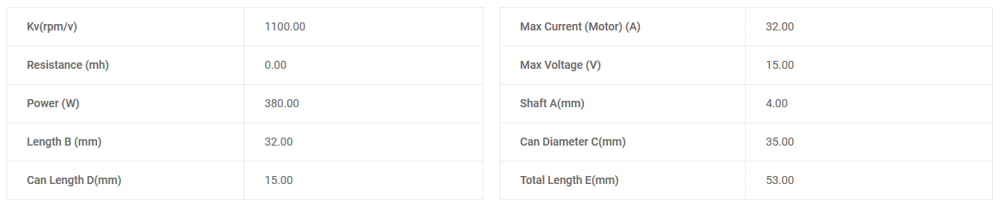 Kv(rpm/v) 1100.00 Max Current (Motor) (A) 32.00
Resistance (mh) 0.00 Max Voltage (V) 15.00
Power (W) 380.00 Shaft A(mm) 4.00
Length B (mm) 32.00 Can Diameter C(mm) 35.00
Can Length D(mm) 15.00 Total Length E(mm) 53.00